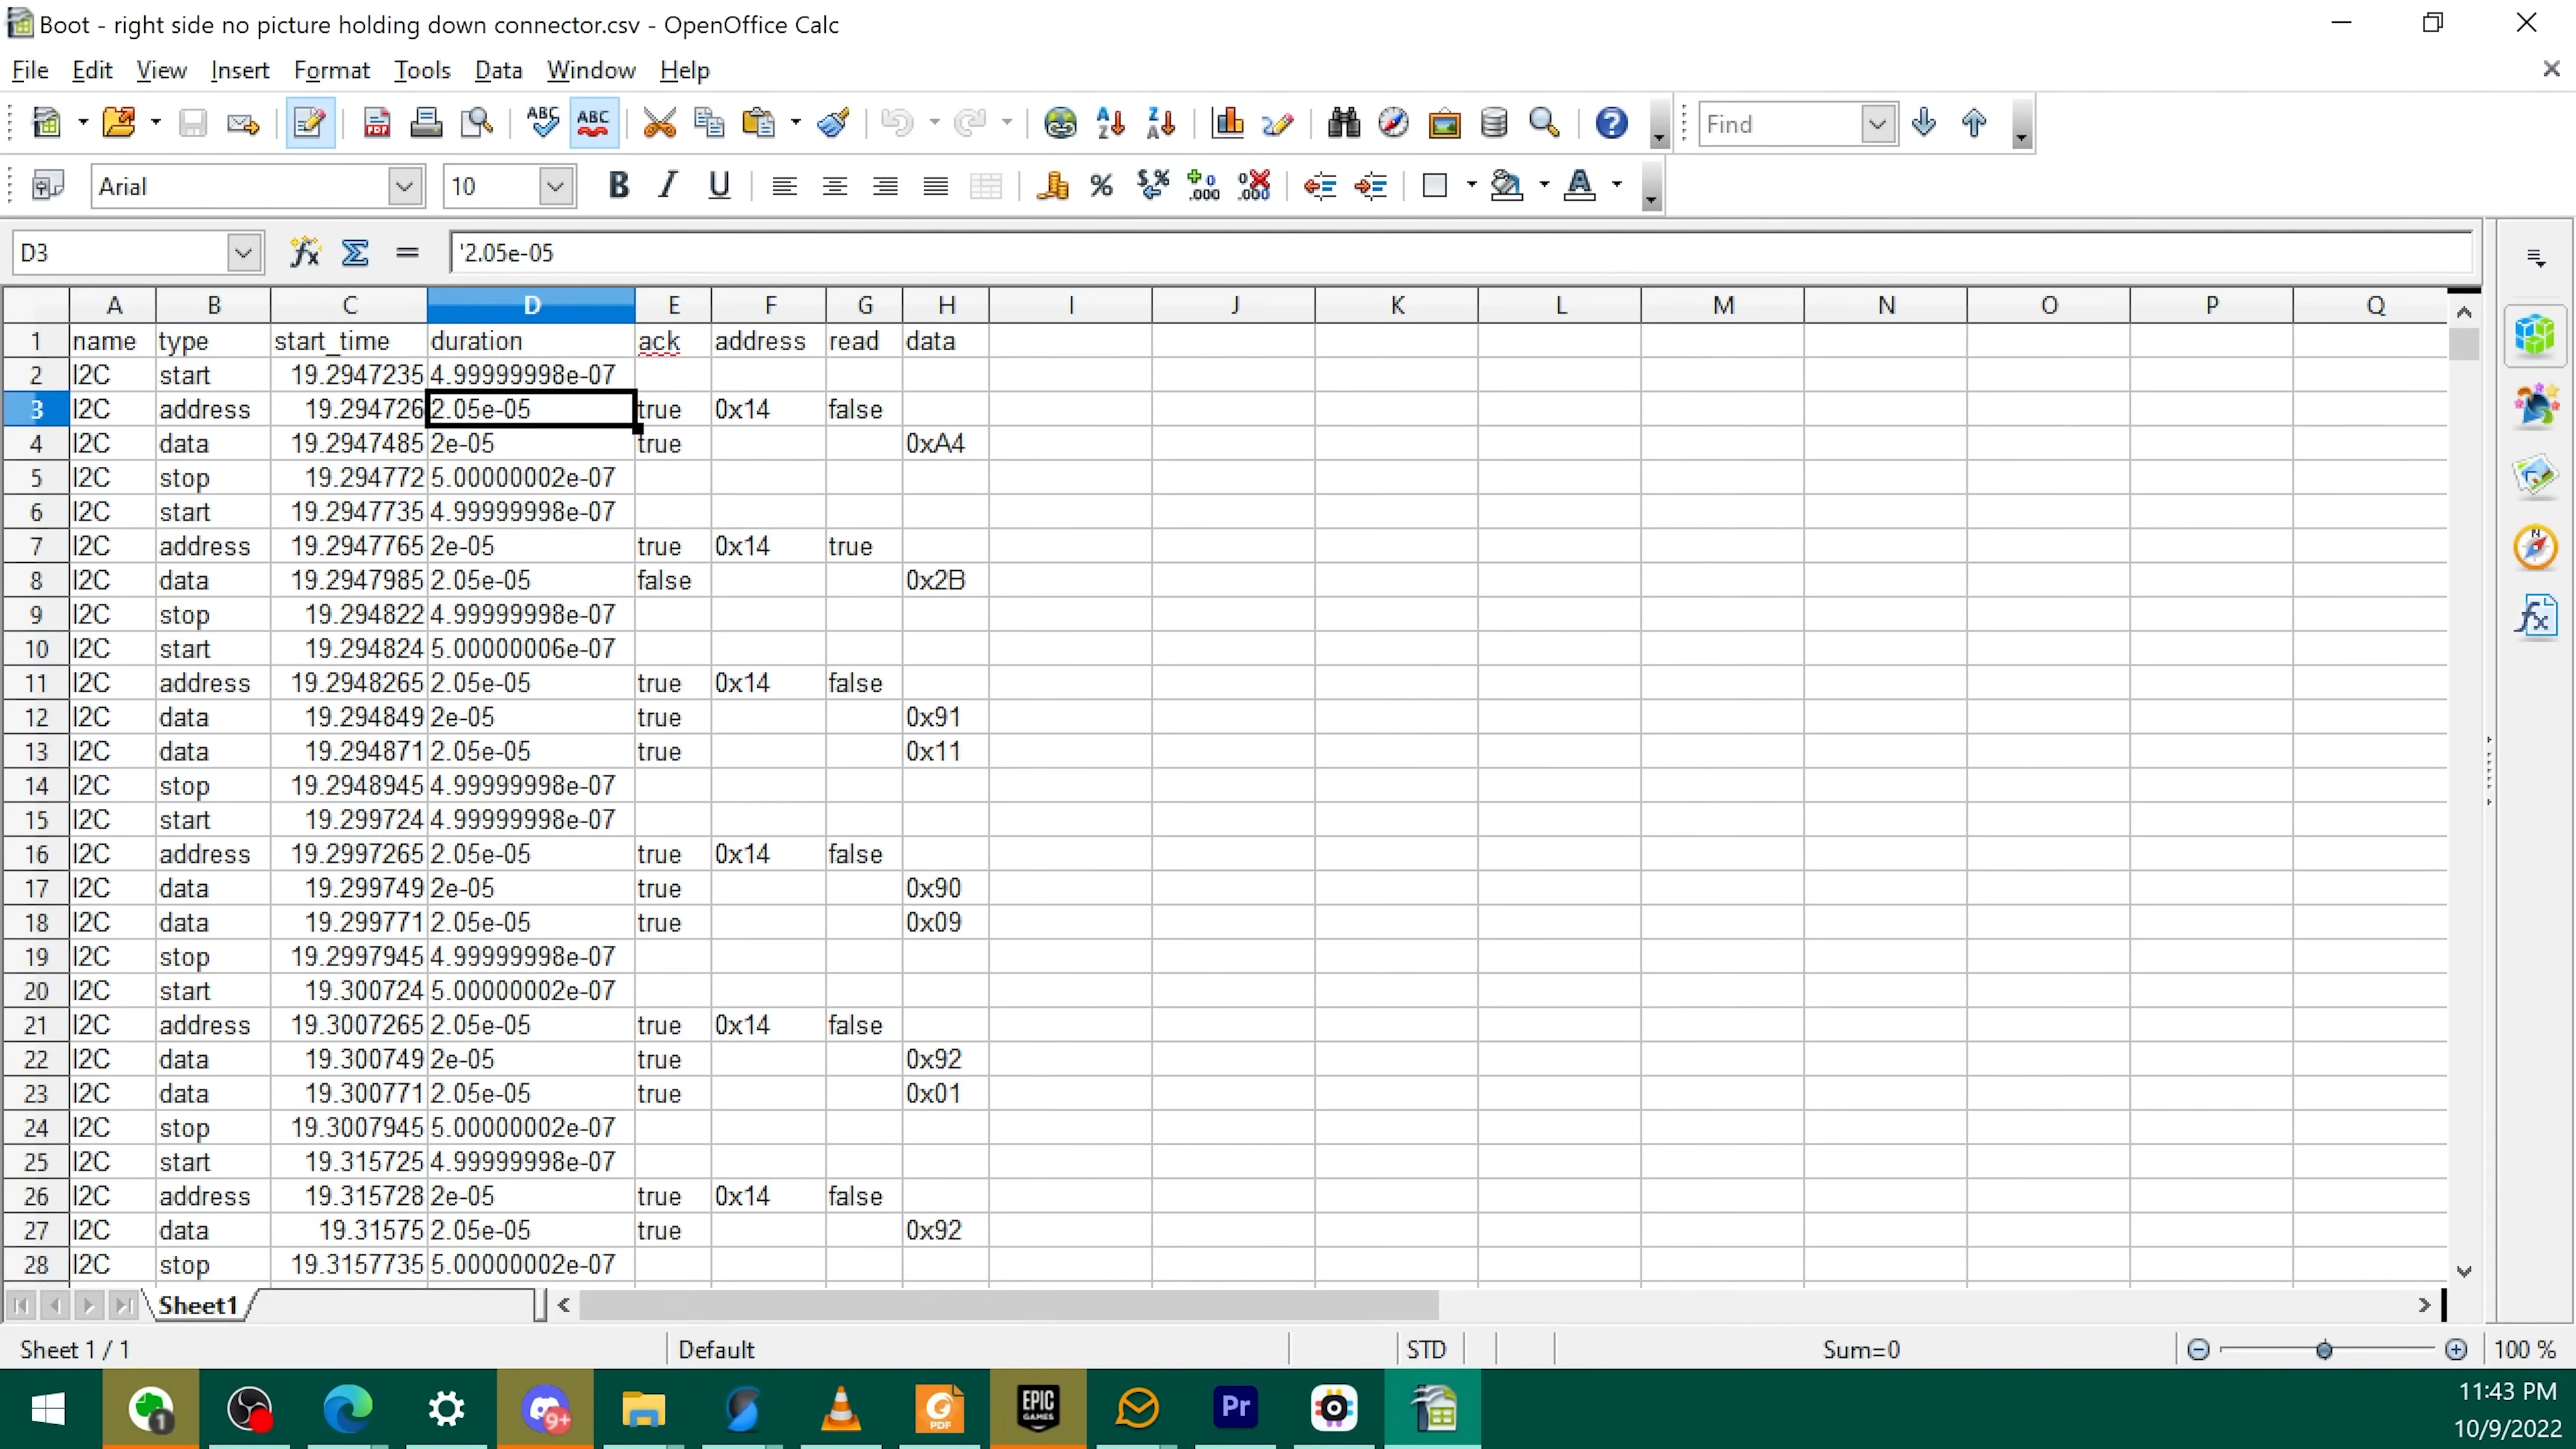 Boot - right side no picture holding down connector.csv - OpenOffice Calc
File Edit View Insert Format Tools Data Window Help
PDF ABC ABC A Z Z A ? Find
Arial 10 B I U % $% .000 0.000 A
D3 fx Σ = '2.05e-05
A B C D E F G H I J K L M N O P Q
1 name type start_time duration ack address read data
2 I2C start 19.2947235 4.99999998e-07
3 I2C address 19.294726 2.05e-05 true 0x14 false
4 I2C data 19.2947485 2e-05 true 0xA4
5 I2C stop 19.294772 5.00000002e-07
6 I2C start 19.2947735 4.99999998e-07
7 I2C address 19.2947765 2e-05 true 0x14 true
8 I2C data 19.2947985 2.05e-05 false 0x2B
9 I2C stop 19.294822 4.99999998e-07
10 I2C start 19.294824 5.00000006e-07
11 I2C address 19.2948265 2.05e-05 true 0x14 false
12 I2C data 19.294849 2e-05 true 0x91
13 I2C data 19.294871 2.05e-05 true 0x11
14 I2C stop 19.2948945 4.99999998e-07
15 I2C start 19.299724 4.99999998e-07
16 I2C address 19.2997265 2.05e-05 true 0x14 false
17 I2C data 19.299749 2e-05 true 0x90
18 I2C data 19.299771 2.05e-05 true 0x09
19 I2C stop 19.2997945 4.99999998e-07
20 I2C start 19.300724 5.00000002e-07
21 I2C address 19.3007265 2.05e-05 true 0x14 false
22 I2C data 19.300749 2e-05 true 0x92
23 I2C data 19.300771 2.05e-05 true 0x01
24 I2C stop 19.3007945 5.00000002e-07
25 I2C start 19.315725 4.99999998e-07
26 I2C address 19.315728 2e-05 true 0x14 false
27 I2C data 19.31575 2.05e-05 true 0x92
28 I2C stop 19.3157735 5.00000002e-07
Sheet1
Sheet 1 / 1 Default STD Sum=0 100 %
1 9+ PDF EPIC GAMES Pr 11:43 PM
10/9/2022